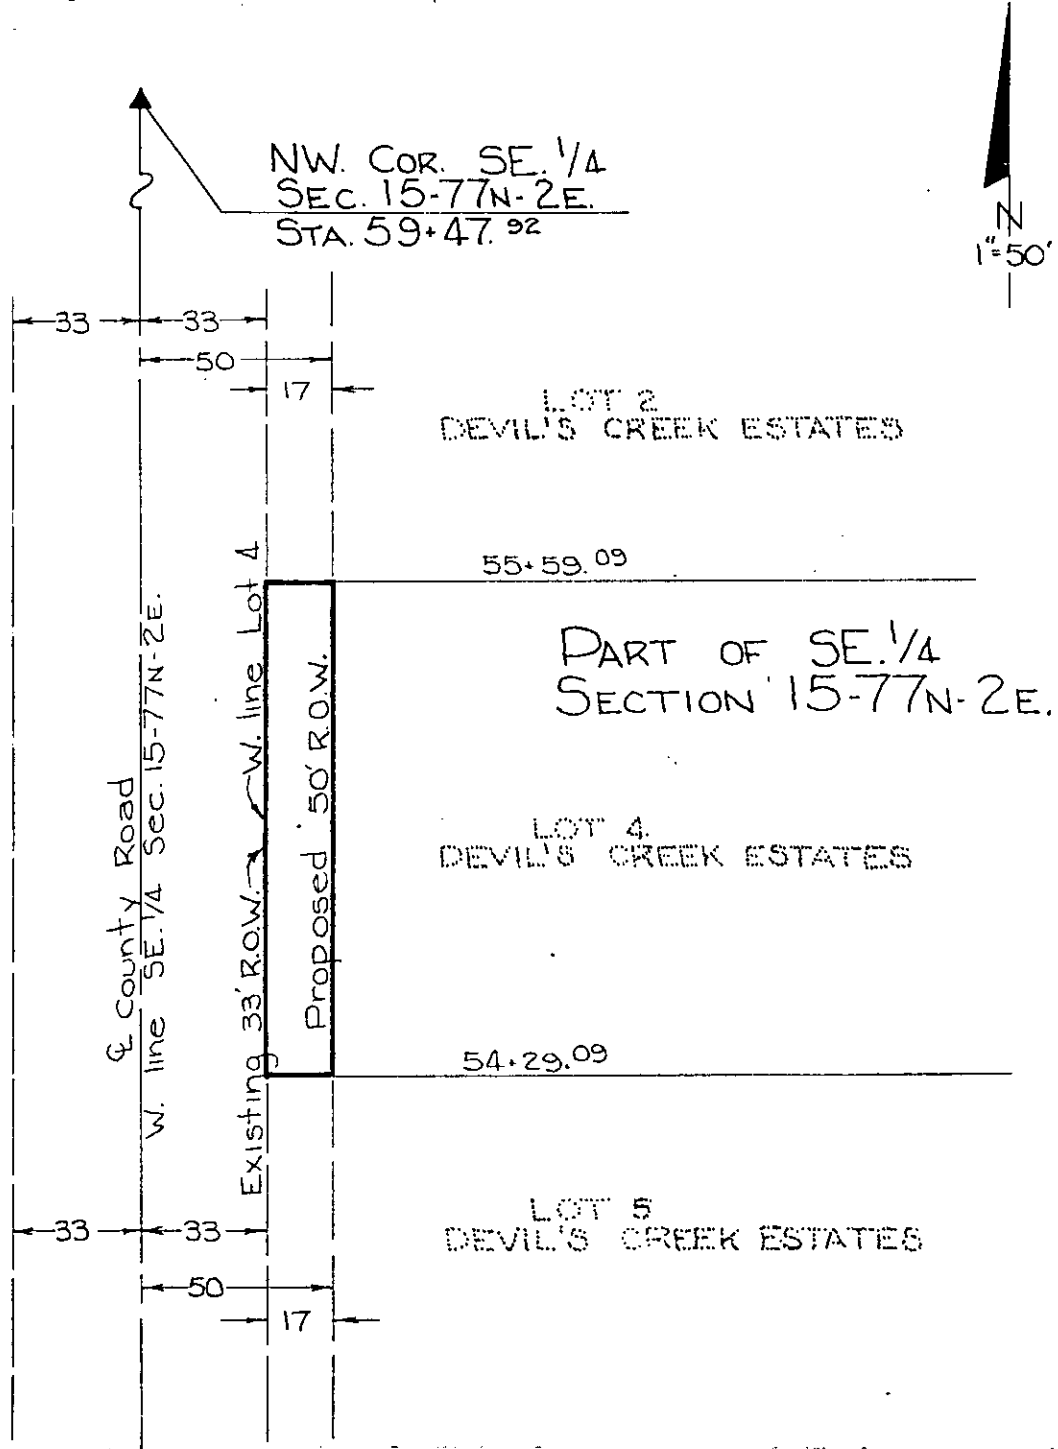 NW. COR. SE. 1/4
SEC. 15-77N-2E.
STA. 59+47.92
N
1"=50'
33
33
50
17
LOT 2
DEVIL'S CREEK ESTATES
55+59.09
PART OF SE. 1/4
SECTION 15-77N-2E.
℄ County Road
W. line SE. 1/4 Sec. 15-77N-2E.
Existing 33' R.O.W.
W. line Lot 4
Proposed 50' R.O.W.
LOT 4
DEVIL'S CREEK ESTATES
54+29.09
LOT 5
DEVIL'S CREEK ESTATES
33
33
50
17